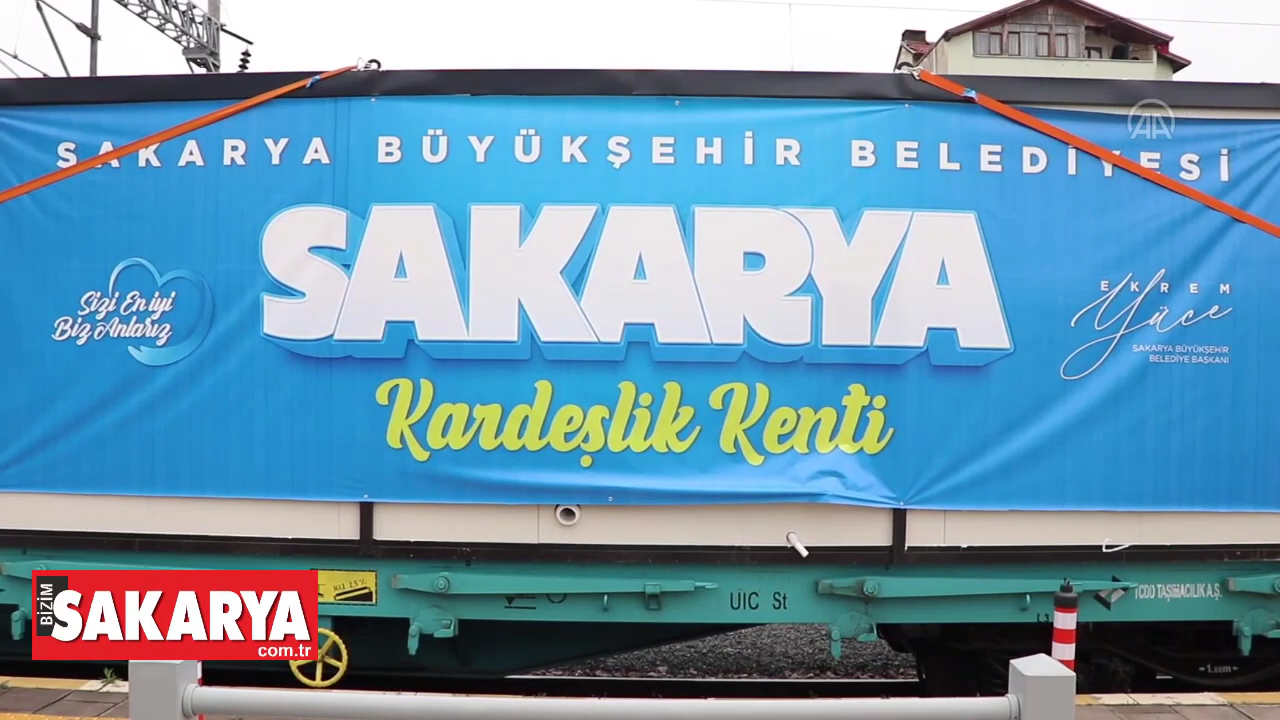 SAKARYA BÜYÜKŞEHİR BELEDİYESİ
SAKARYA
Kardeşlik Kenti
Sizi En iyi
Biz Anlarız
EKREM
Yüce
SAKARYA BÜYÜKŞEHİR
BELEDİYE BAŞKANI
AA
UIC St
TCDD TAŞIMACILIK A.Ş.
BİZİM
SAKARYA
com.tr